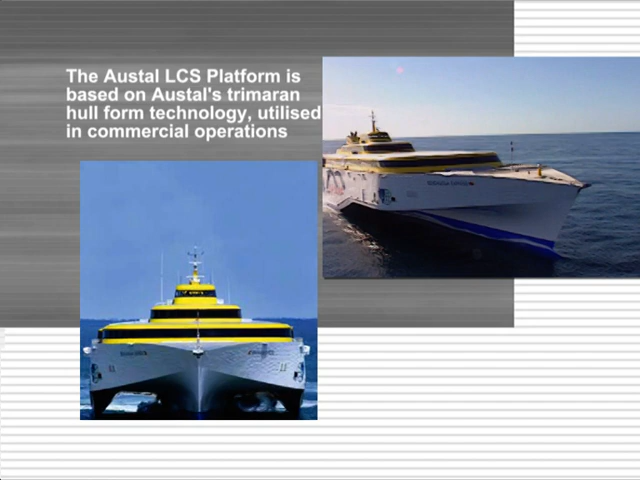 The Austal LCS Platform is
based on Austal's trimaran
hull form technology, utilised
in commercial operations